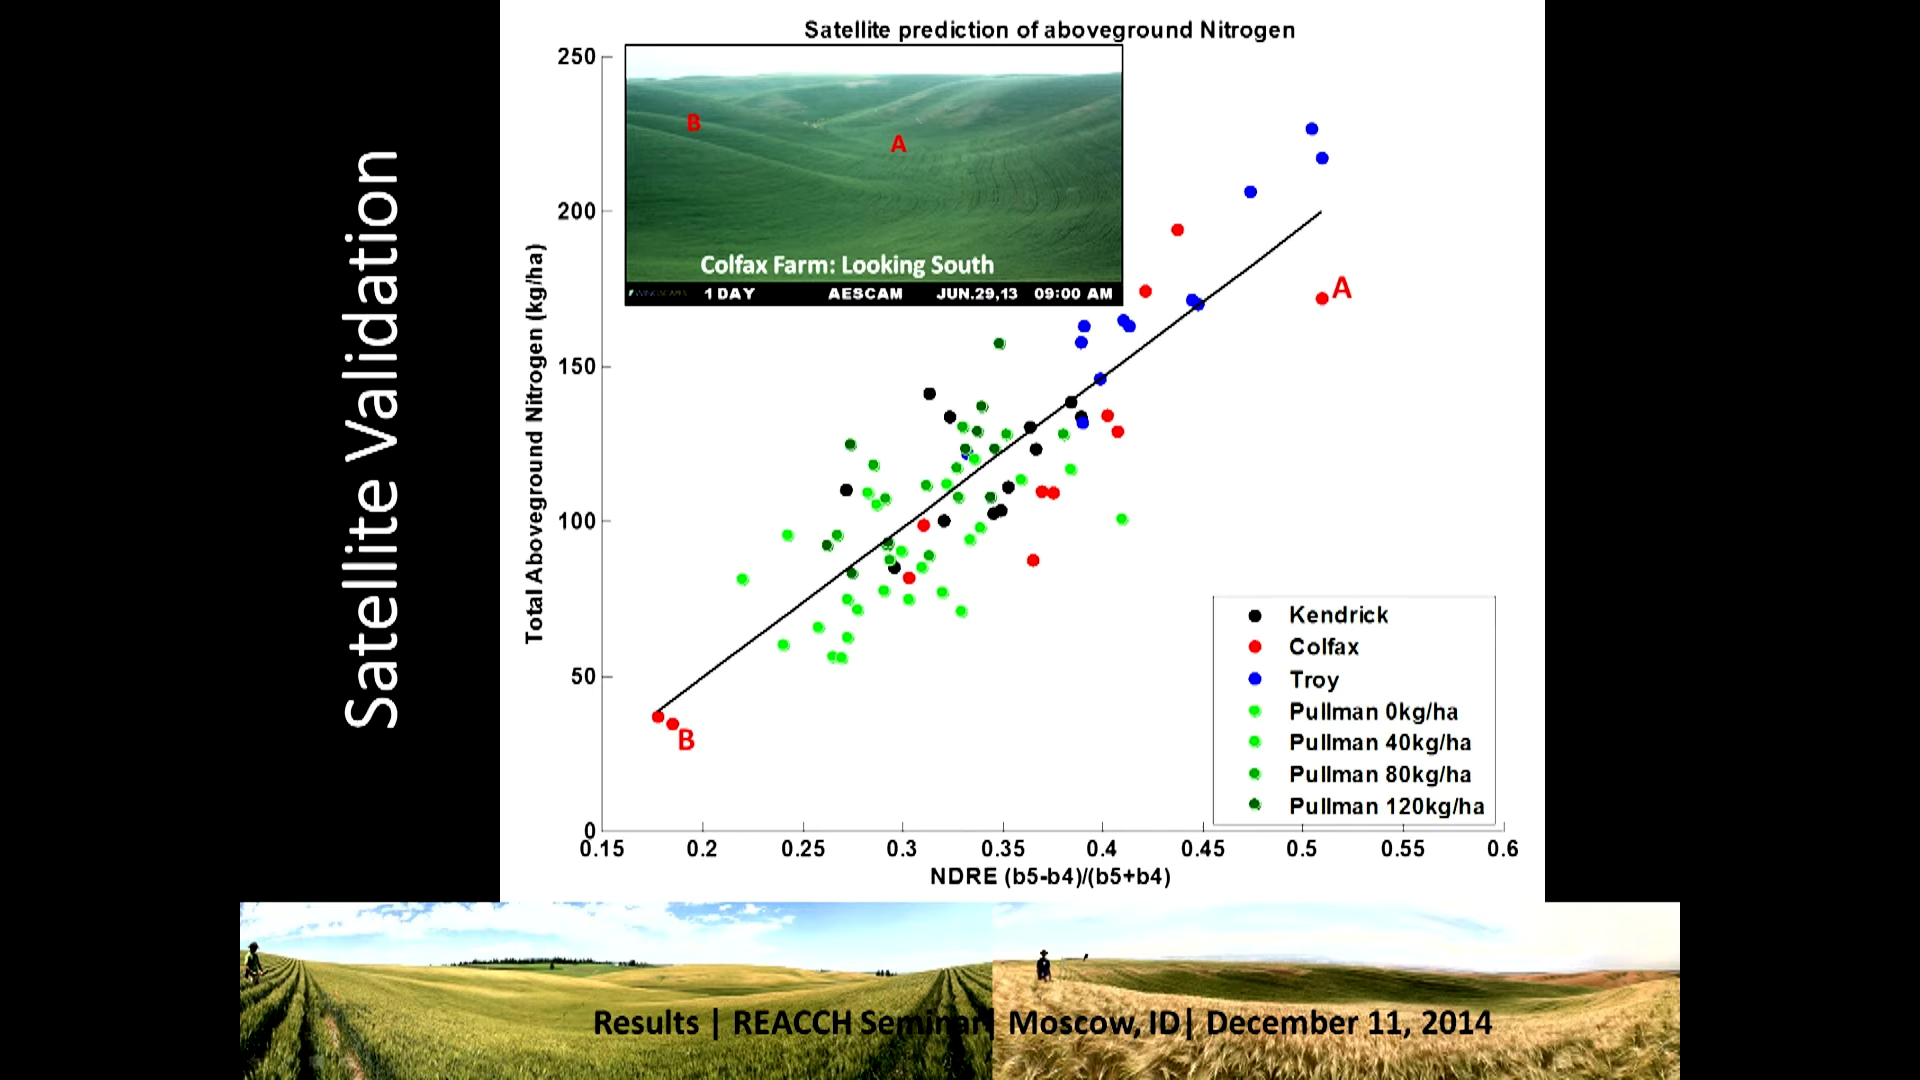 Satellite Validation
Satellite prediction of aboveground Nitrogen
250
200
150
100
50
0
Total Aboveground Nitrogen (kg/ha)
B
A
Colfax Farm: Looking South
WINGSCAPES 1 DAY AESCAM JUN.29,13 09:00 AM
A
B
Kendrick
Colfax
Troy
Pullman 0kg/ha
Pullman 40kg/ha
Pullman 80kg/ha
Pullman 120kg/ha
0.15 0.2 0.25 0.3 0.35 0.4 0.45 0.5 0.55 0.6
NDRE (b5-b4)/(b5+b4)
Results | REACCH Seminar| Moscow, ID| December 11, 2014